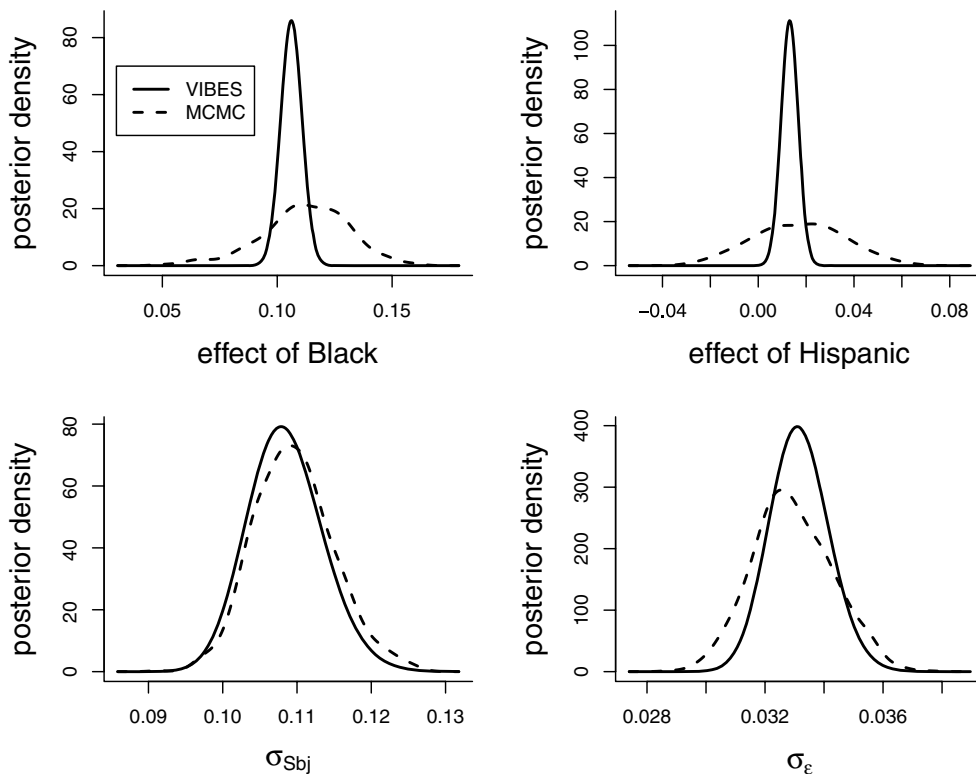 posterior density
0 20 40 60 80
VIBES
MCMC
0.05 0.10 0.15
effect of Black
posterior density
0 20 40 60 80 100
−0.04 0.00 0.04 0.08
effect of Hispanic
posterior density
0 20 40 60 80
0.09 0.10 0.11 0.12 0.13
σSbj
posterior density
0 100 200 300 400
0.028 0.032 0.036
σε